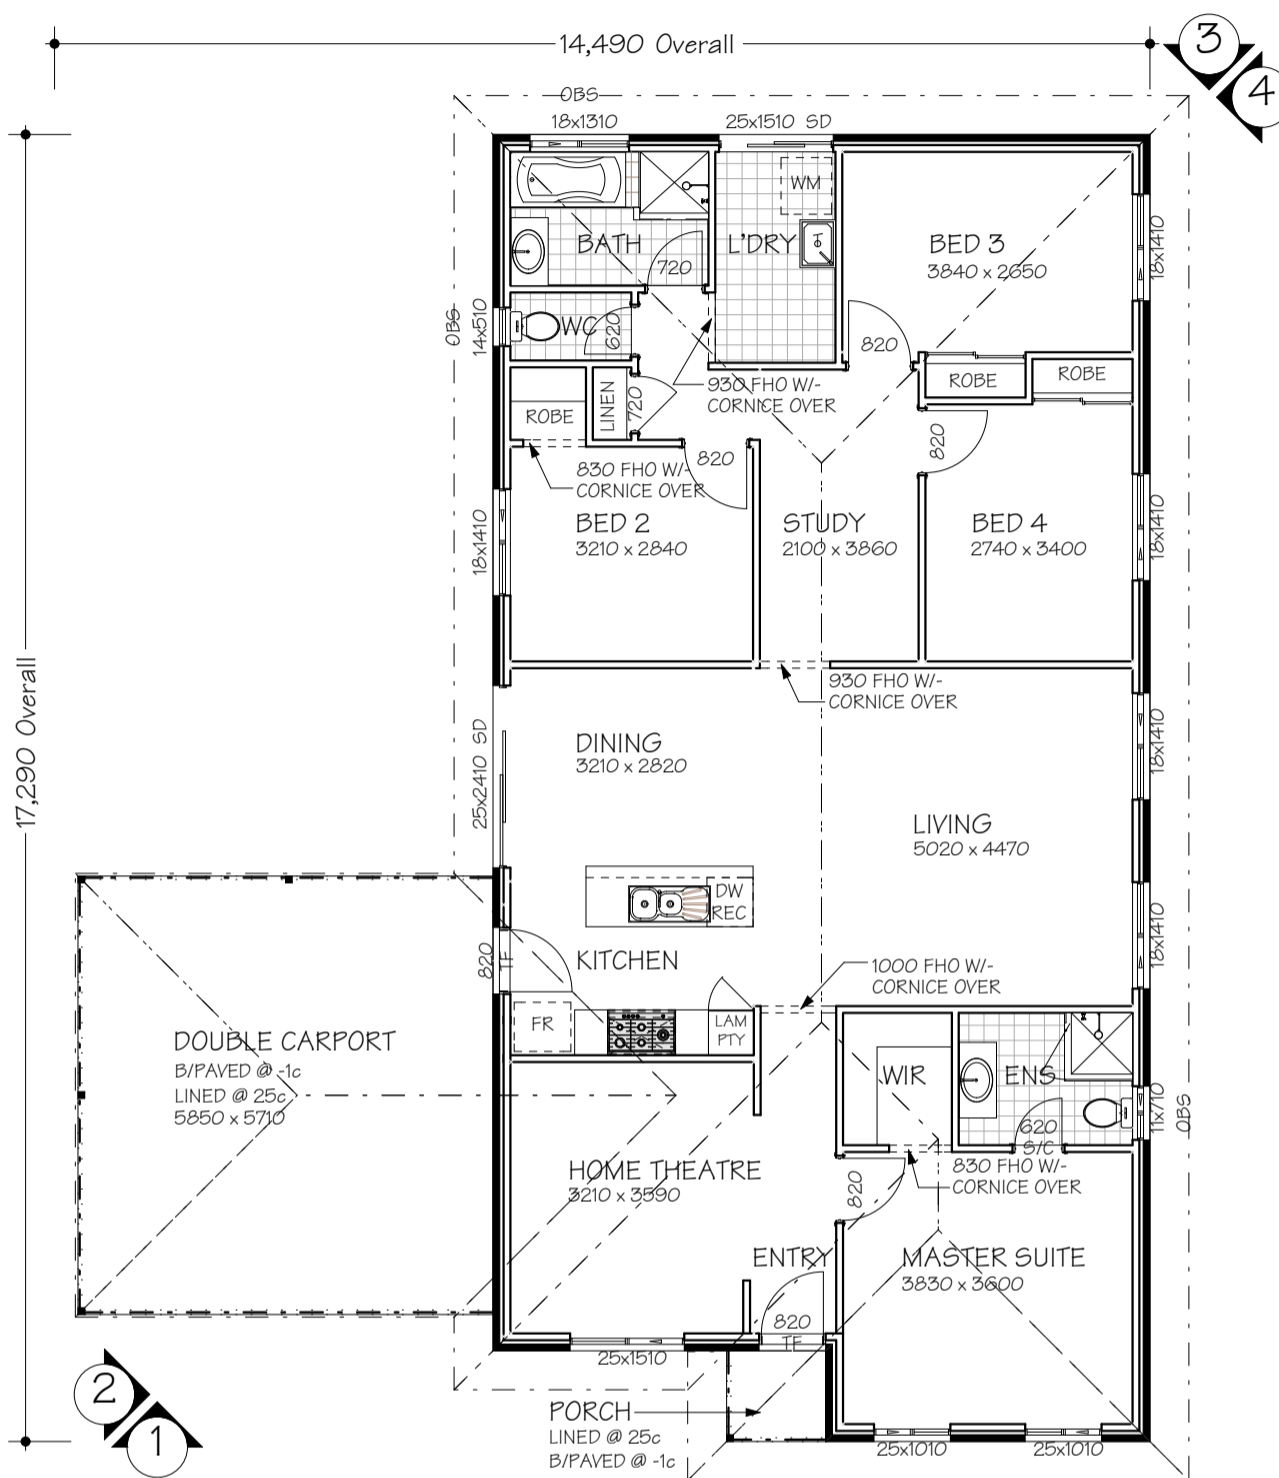 14,490 Overall
3
4
OBS
18x1310
25x1510 SD
WM
BATH
L'DRY
BED 3
3840 x 2650
18x1410
720
OBS
14x510
WC
620
820
930 FHO W/-
CORNICE OVER
ROBE
ROBE
ROBE
LINEN
720
820
820
830 FHO W/-
CORNICE OVER
BED 2
3210 x 2840
STUDY
2100 x 3860
BED 4
2740 x 3400
18x1410
18x1410
17,290 Overall
930 FHO W/-
CORNICE OVER
25x2410 SD
DINING
3210 x 2820
18x1410
LIVING
5020 x 4470
DW
REC
820
TF
KITCHEN
18x1410
1000 FHO W/-
CORNICE OVER
FR
LAM
PTY
DOUBLE CARPORT
B/PAVED @ -1c
LINED @ 25c
5850 x 5710
WIR
ENS
11x710
OBS
620
S/C
830 FHO W/-
CORNICE OVER
HOME THEATRE
3210 x 3590
820
ENTRY
MASTER SUITE
3830 x 3600
820
TF
25x1510
2
1
PORCH
LINED @ 25c
B/PAVED @ -1c
25x1010
25x1010